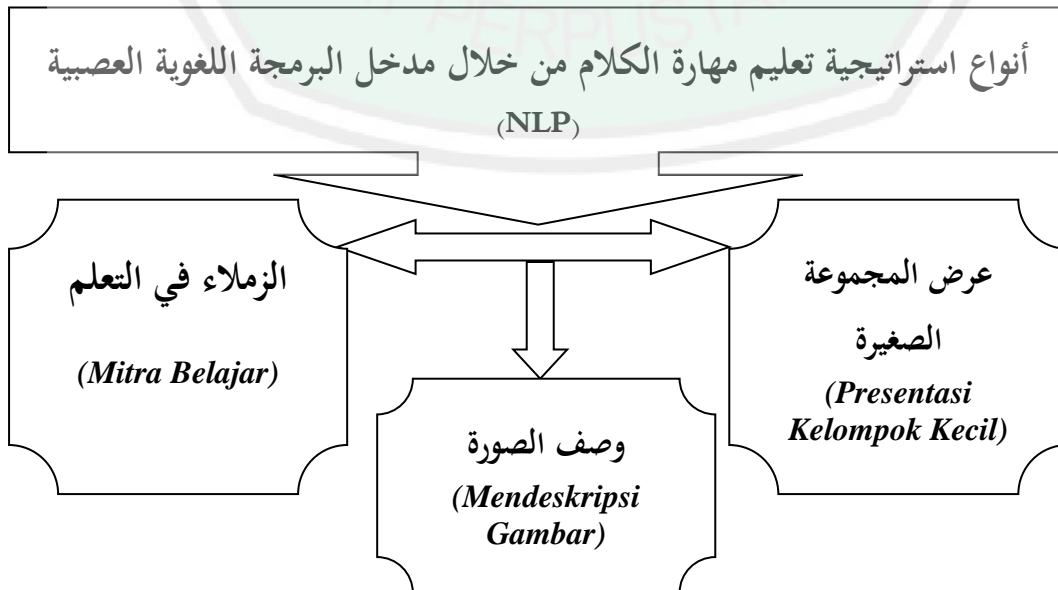 PERPUSTA
أنواع استراتيجية تعليم مهارة الكلام من خلال مدخل البرمجة اللغوية العصبية
(NLP)
عرض المجموعة
الصغيرة
(Presentasi
Kelompok Kecil)
الزملاء في التعلم
(Mitra Belajar)
وصف الصورة
(Mendeskripsi
Gambar)